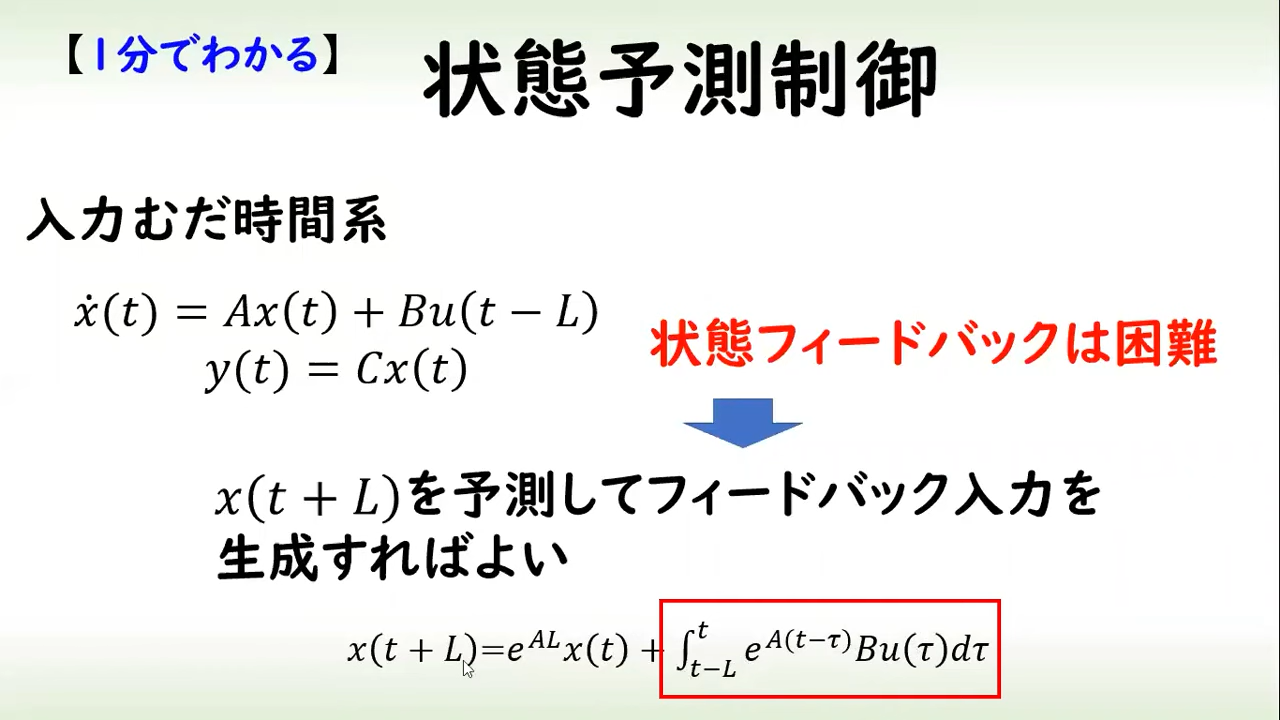 【1分でわかる】
状態予測制御
入力むだ時間系
ẋ(t) = Ax(t) + Bu(t − L)
y(t) = Cx(t)
状態フィードバックは困難
x(t + L)を予測してフィードバック入力を
生成すればよい
x(t + L)=e^{AL}x(t) + ∫_{t−L}^{t} e^{A(t−τ)}Bu(τ)dτ